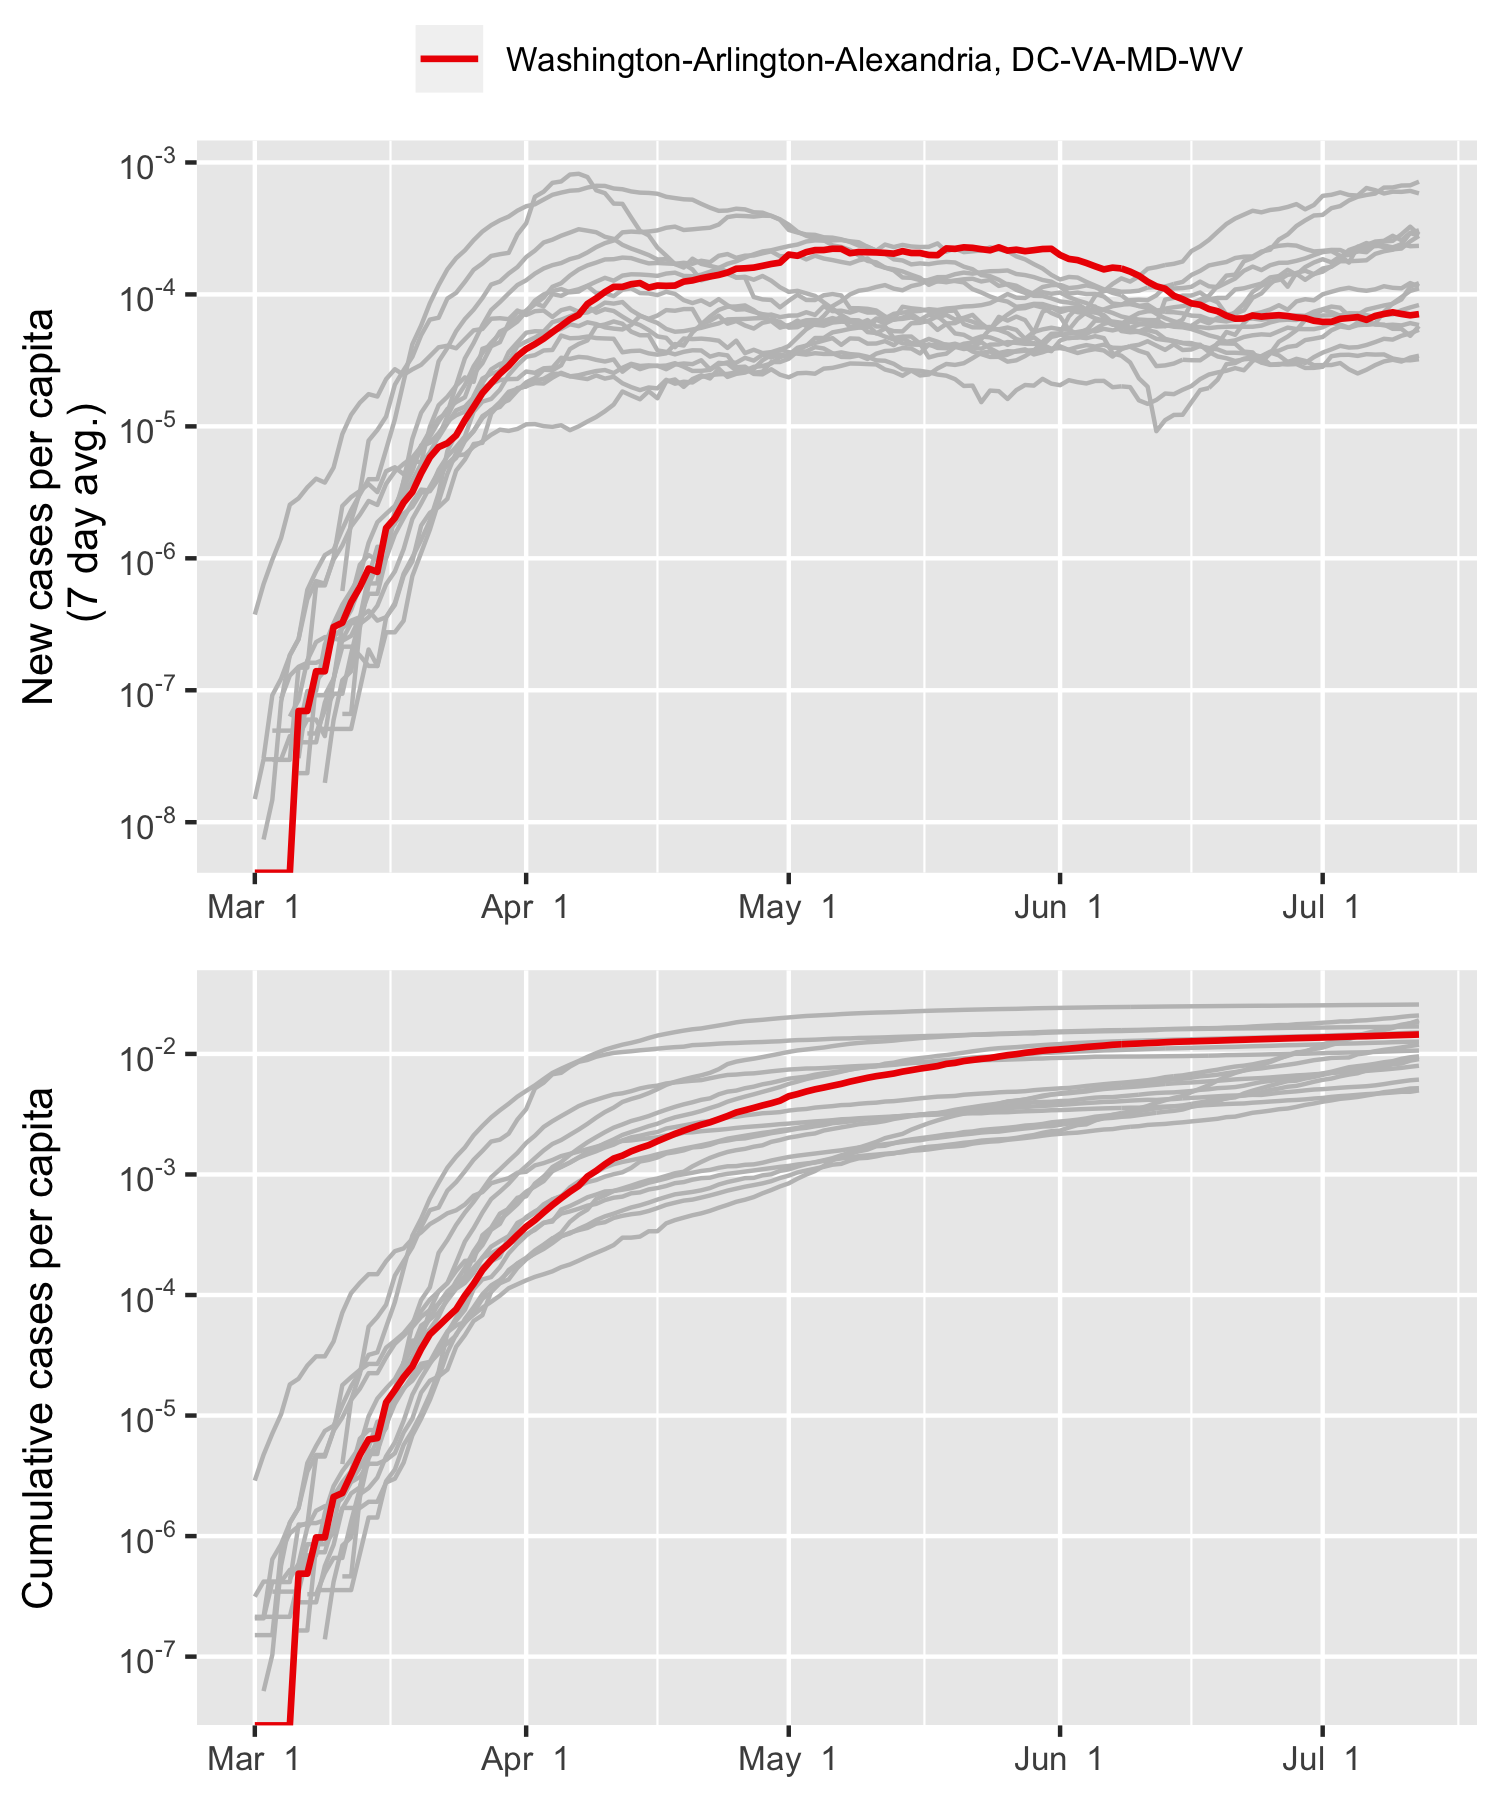 Washington-Arlington-Alexandria, DC-VA-MD-WV
New cases per capita
(7 day avg.)
10-3
10-4
10-5
10-6
10-7
10-8
Mar 1 Apr 1 May 1 Jun 1 Jul 1
Cumulative cases per capita
10-2
10-3
10-4
10-5
10-6
10-7
Mar 1 Apr 1 May 1 Jun 1 Jul 1